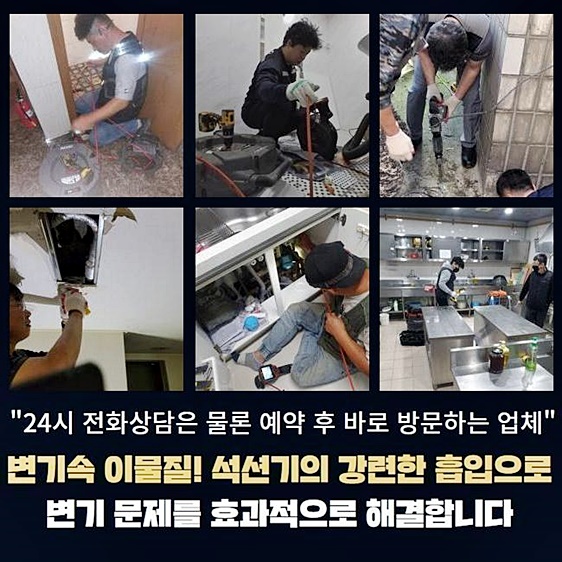 "24시 전화상담은 물론 예약 후 바로 방문하는 업체"
변기속 이물질! 석션기의 강련한 흡입으로
변기 문제를 효과적으로 해결합니다